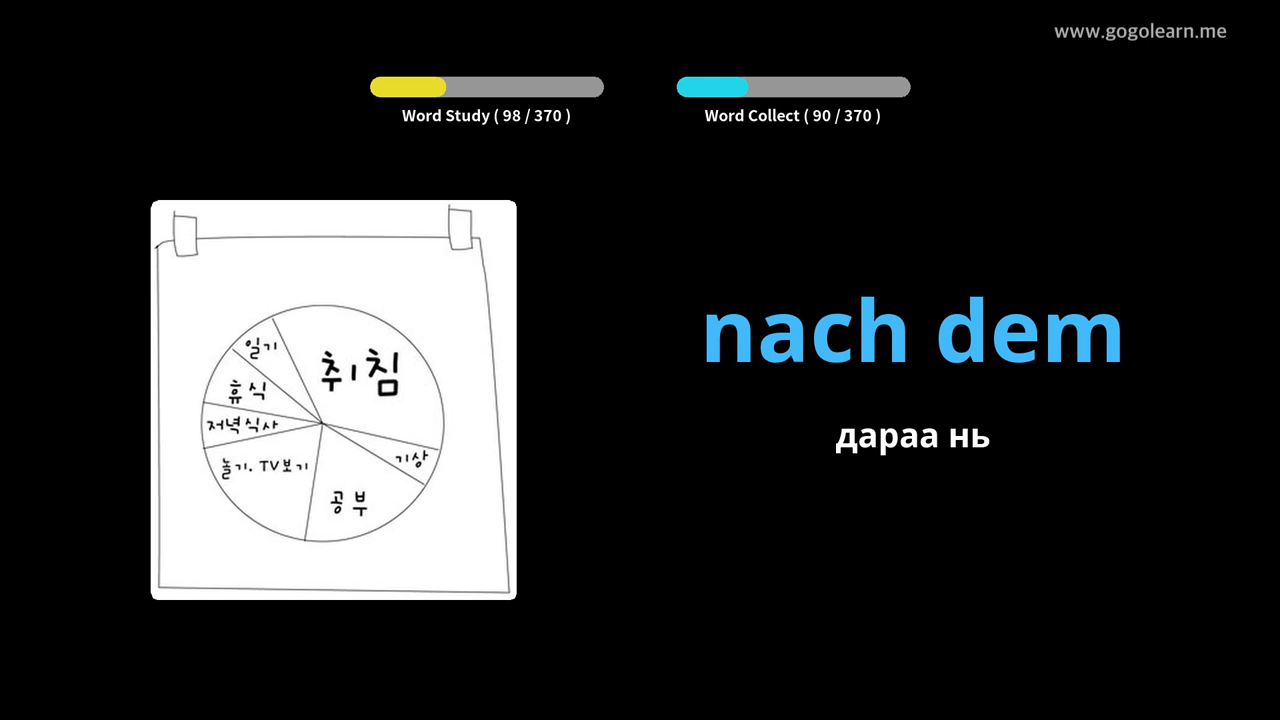 www.gogolearn.me
Word Study ( 98 / 370 )
Word Collect ( 90 / 370 )
일기
취침
휴식
저녁식사
놀기. TV보기
기상
공부
nach dem
дараа нь